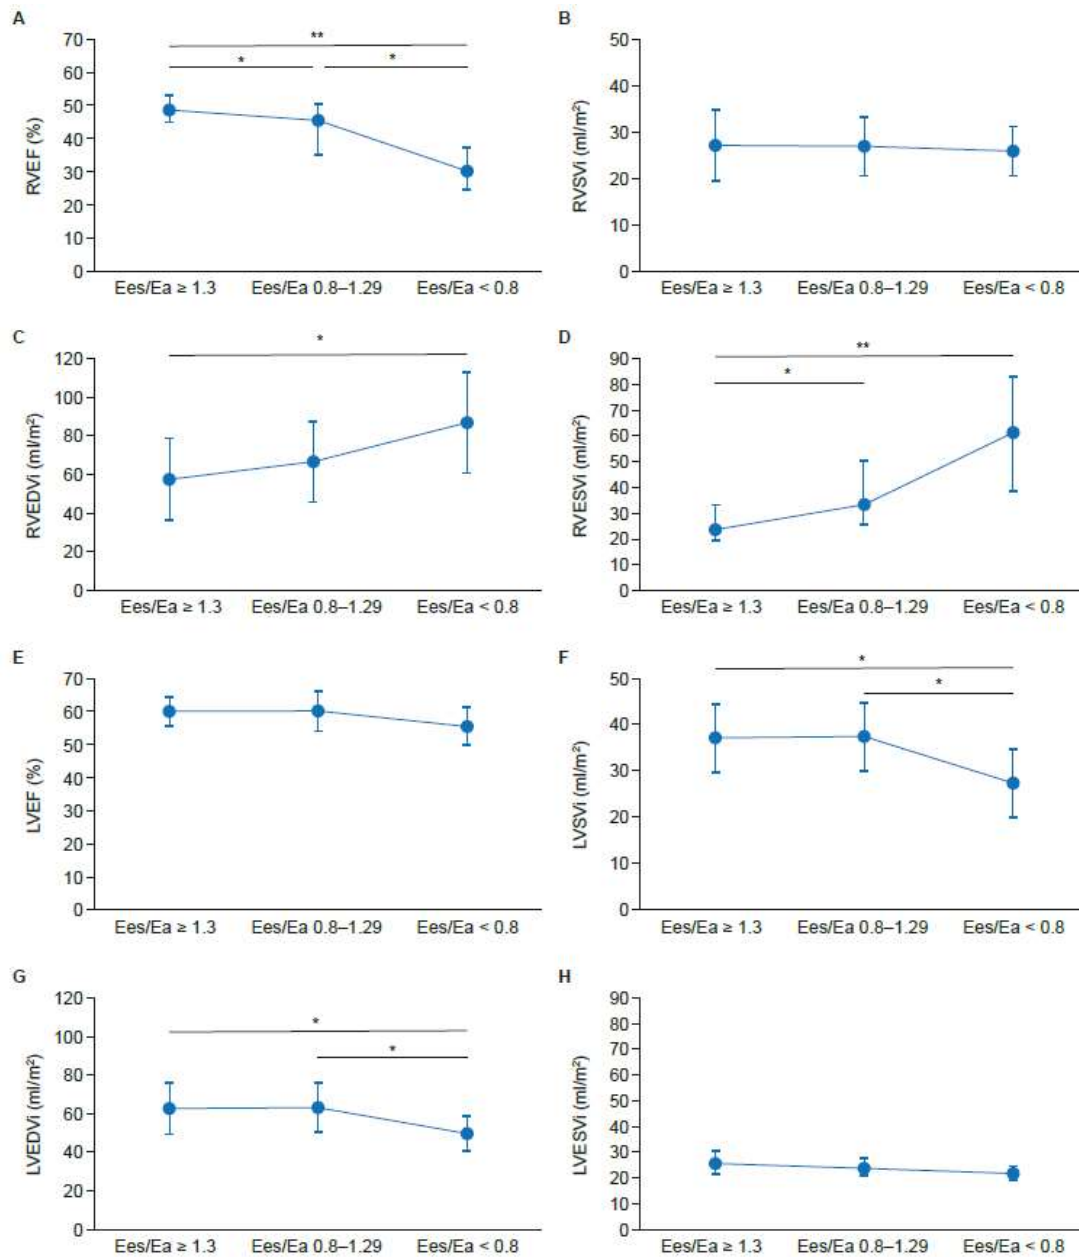 A
70
60
50
40
30
20
10
0
RVEF (%)
**
*
*
Ees/Ea ≥ 1.3
Ees/Ea 0.8–1.29
Ees/Ea < 0.8
B
50
40
30
20
10
0
RVSVi (ml/m²)
Ees/Ea ≥ 1.3
Ees/Ea 0.8–1.29
Ees/Ea < 0.8
C
120
100
80
60
40
20
0
RVEDVi (ml/m²)
*
Ees/Ea ≥ 1.3
Ees/Ea 0.8–1.29
Ees/Ea < 0.8
D
90
80
70
60
50
40
30
20
10
0
RVESVi (ml/m²)
**
*
Ees/Ea ≥ 1.3
Ees/Ea 0.8–1.29
Ees/Ea < 0.8
E
70
60
50
40
30
20
10
0
LVEF (%)
Ees/Ea ≥ 1.3
Ees/Ea 0.8–1.29
Ees/Ea < 0.8
F
50
40
30
20
10
0
LVSVi (ml/m²)
*
*
Ees/Ea ≥ 1.3
Ees/Ea 0.8–1.29
Ees/Ea < 0.8
G
120
100
80
60
40
20
0
LVEDVi (ml/m²)
*
*
Ees/Ea ≥ 1.3
Ees/Ea 0.8–1.29
Ees/Ea < 0.8
H
90
80
70
60
50
40
30
20
10
0
LVESVi (ml/m²)
Ees/Ea ≥ 1.3
Ees/Ea 0.8–1.29
Ees/Ea < 0.8